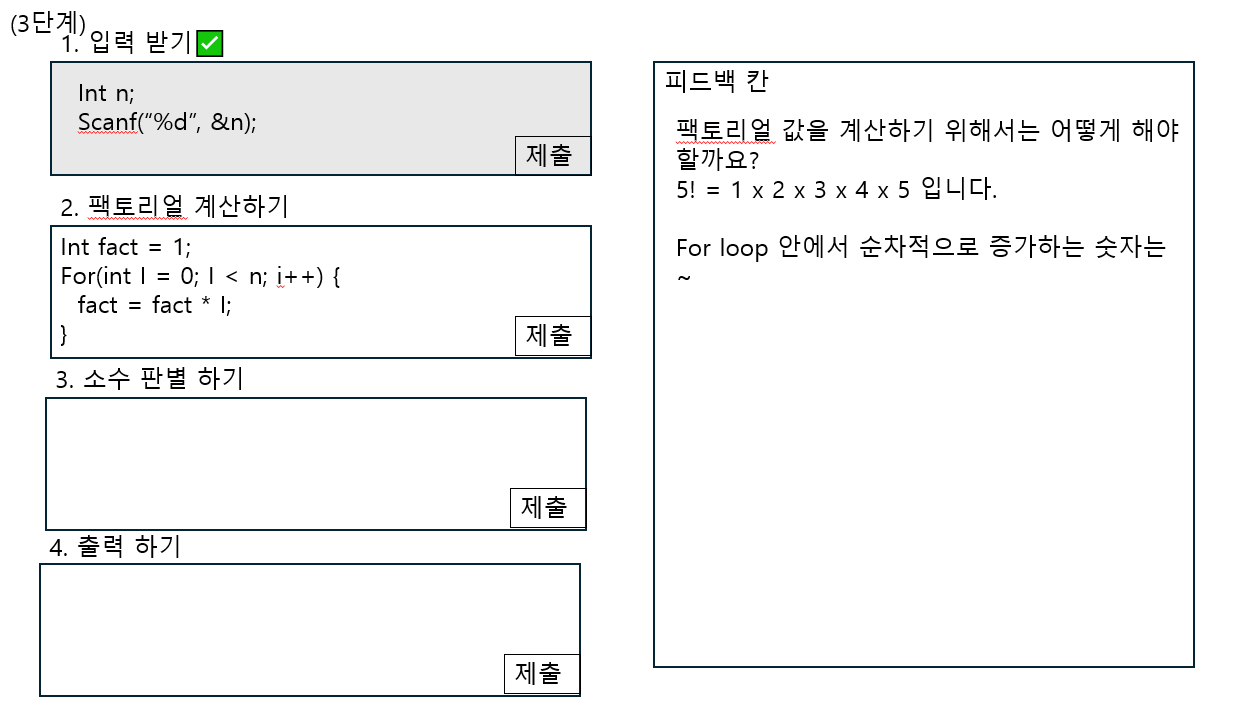 (3단계)
1. 입력 받기
Int n;
Scanf(“%d”, &n);
제출
2. 팩토리얼 계산하기
Int fact = 1;
For(int I = 0; I < n; i++) {
fact = fact * I;
}
제출
3. 소수 판별 하기
제출
4. 출력 하기
제출
피드백 칸
팩토리얼 값을 계산하기 위해서는 어떻게 해야
할까요?
5! = 1 x 2 x 3 x 4 x 5 입니다.
For loop 안에서 순차적으로 증가하는 숫자는
~